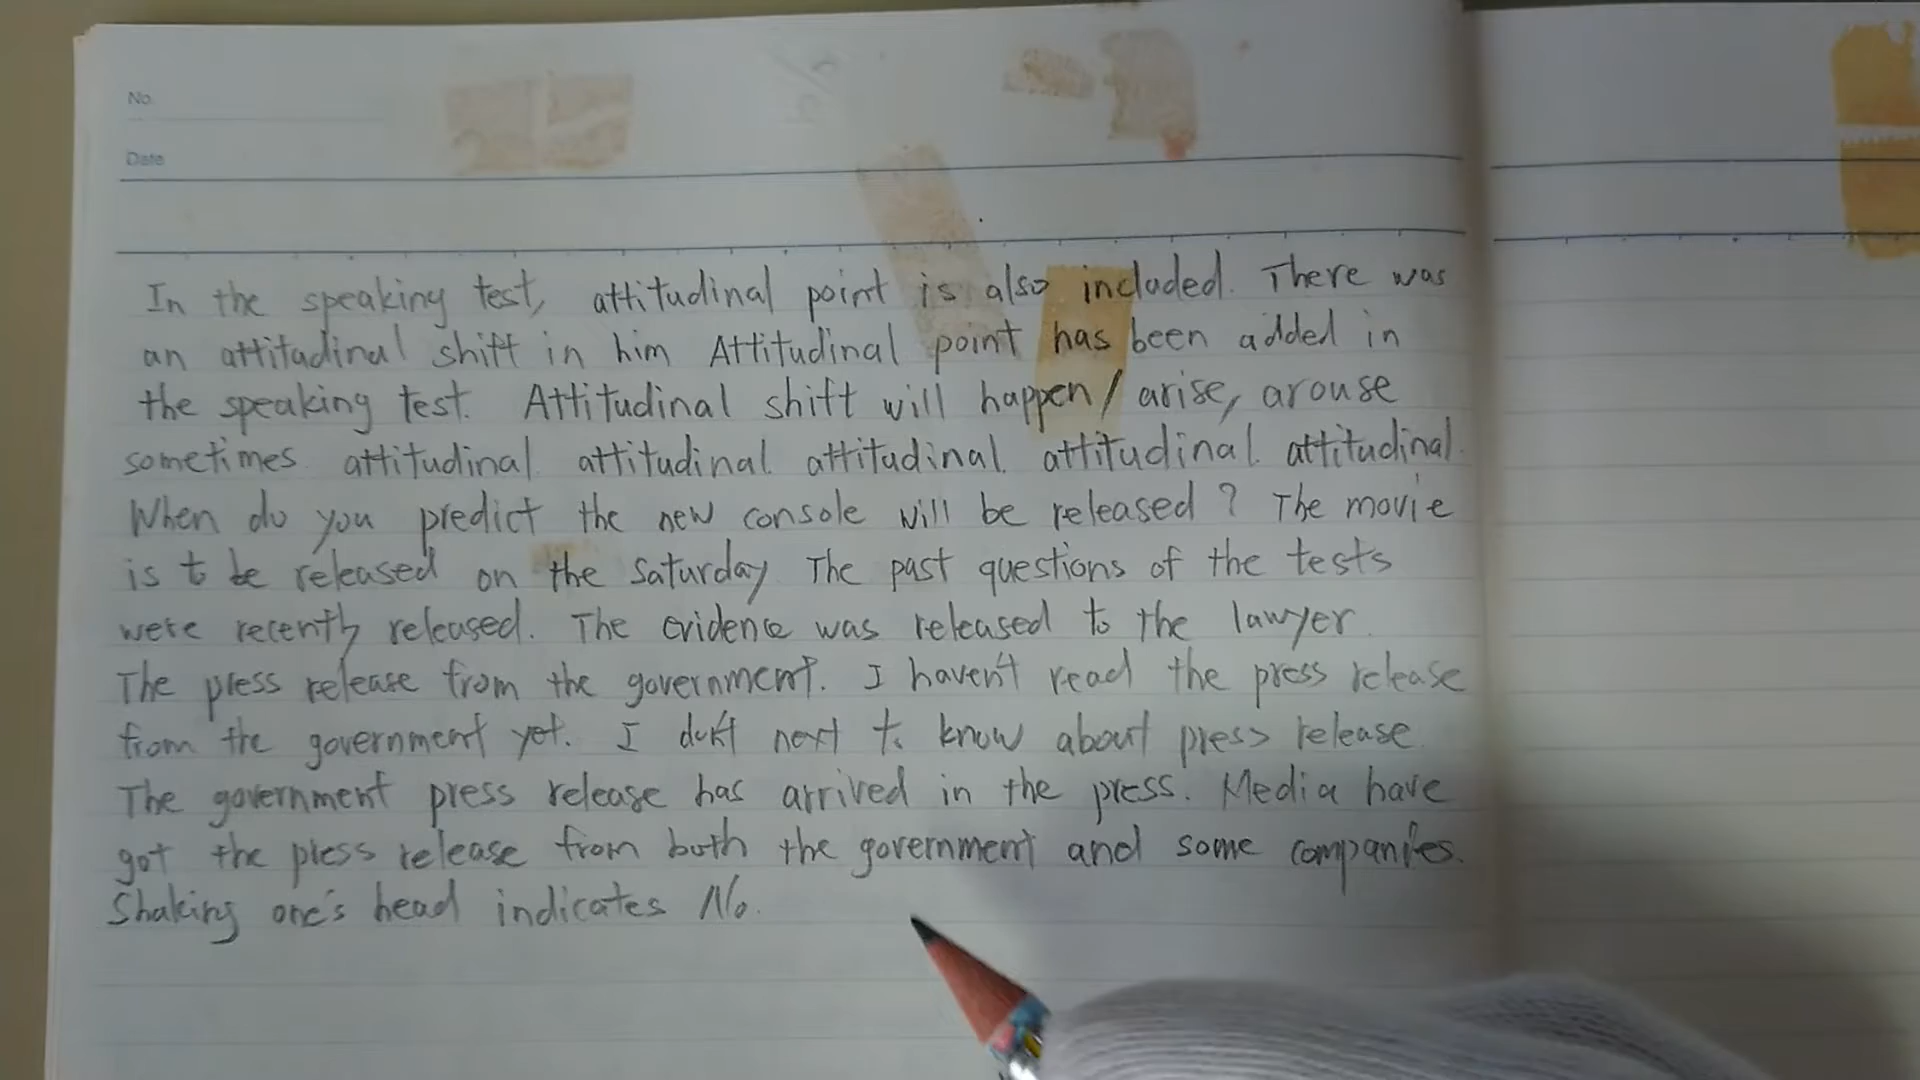 No.
Date
In the speaking test, attitudinal point is also included. There was
an attitudinal shift in him Attitudinal point has been added in
the speaking test. Attitudinal shift will happen / arise, arouse
sometimes. attitudinal. attitudinal. attitudinal. attitudinal. attitudinal.
When do you predict the new console will be released? The movie
is to be released on the Saturday The past questions of the tests
were recently released. The evidence was released to the lawyer.
The press release from the government. I haven't read the press release
from the government yet. I don't to know about press release.
The government press release has arrived in the press. Media have
got the press release from both the government and some companies.
Shaking one's head indicates No.